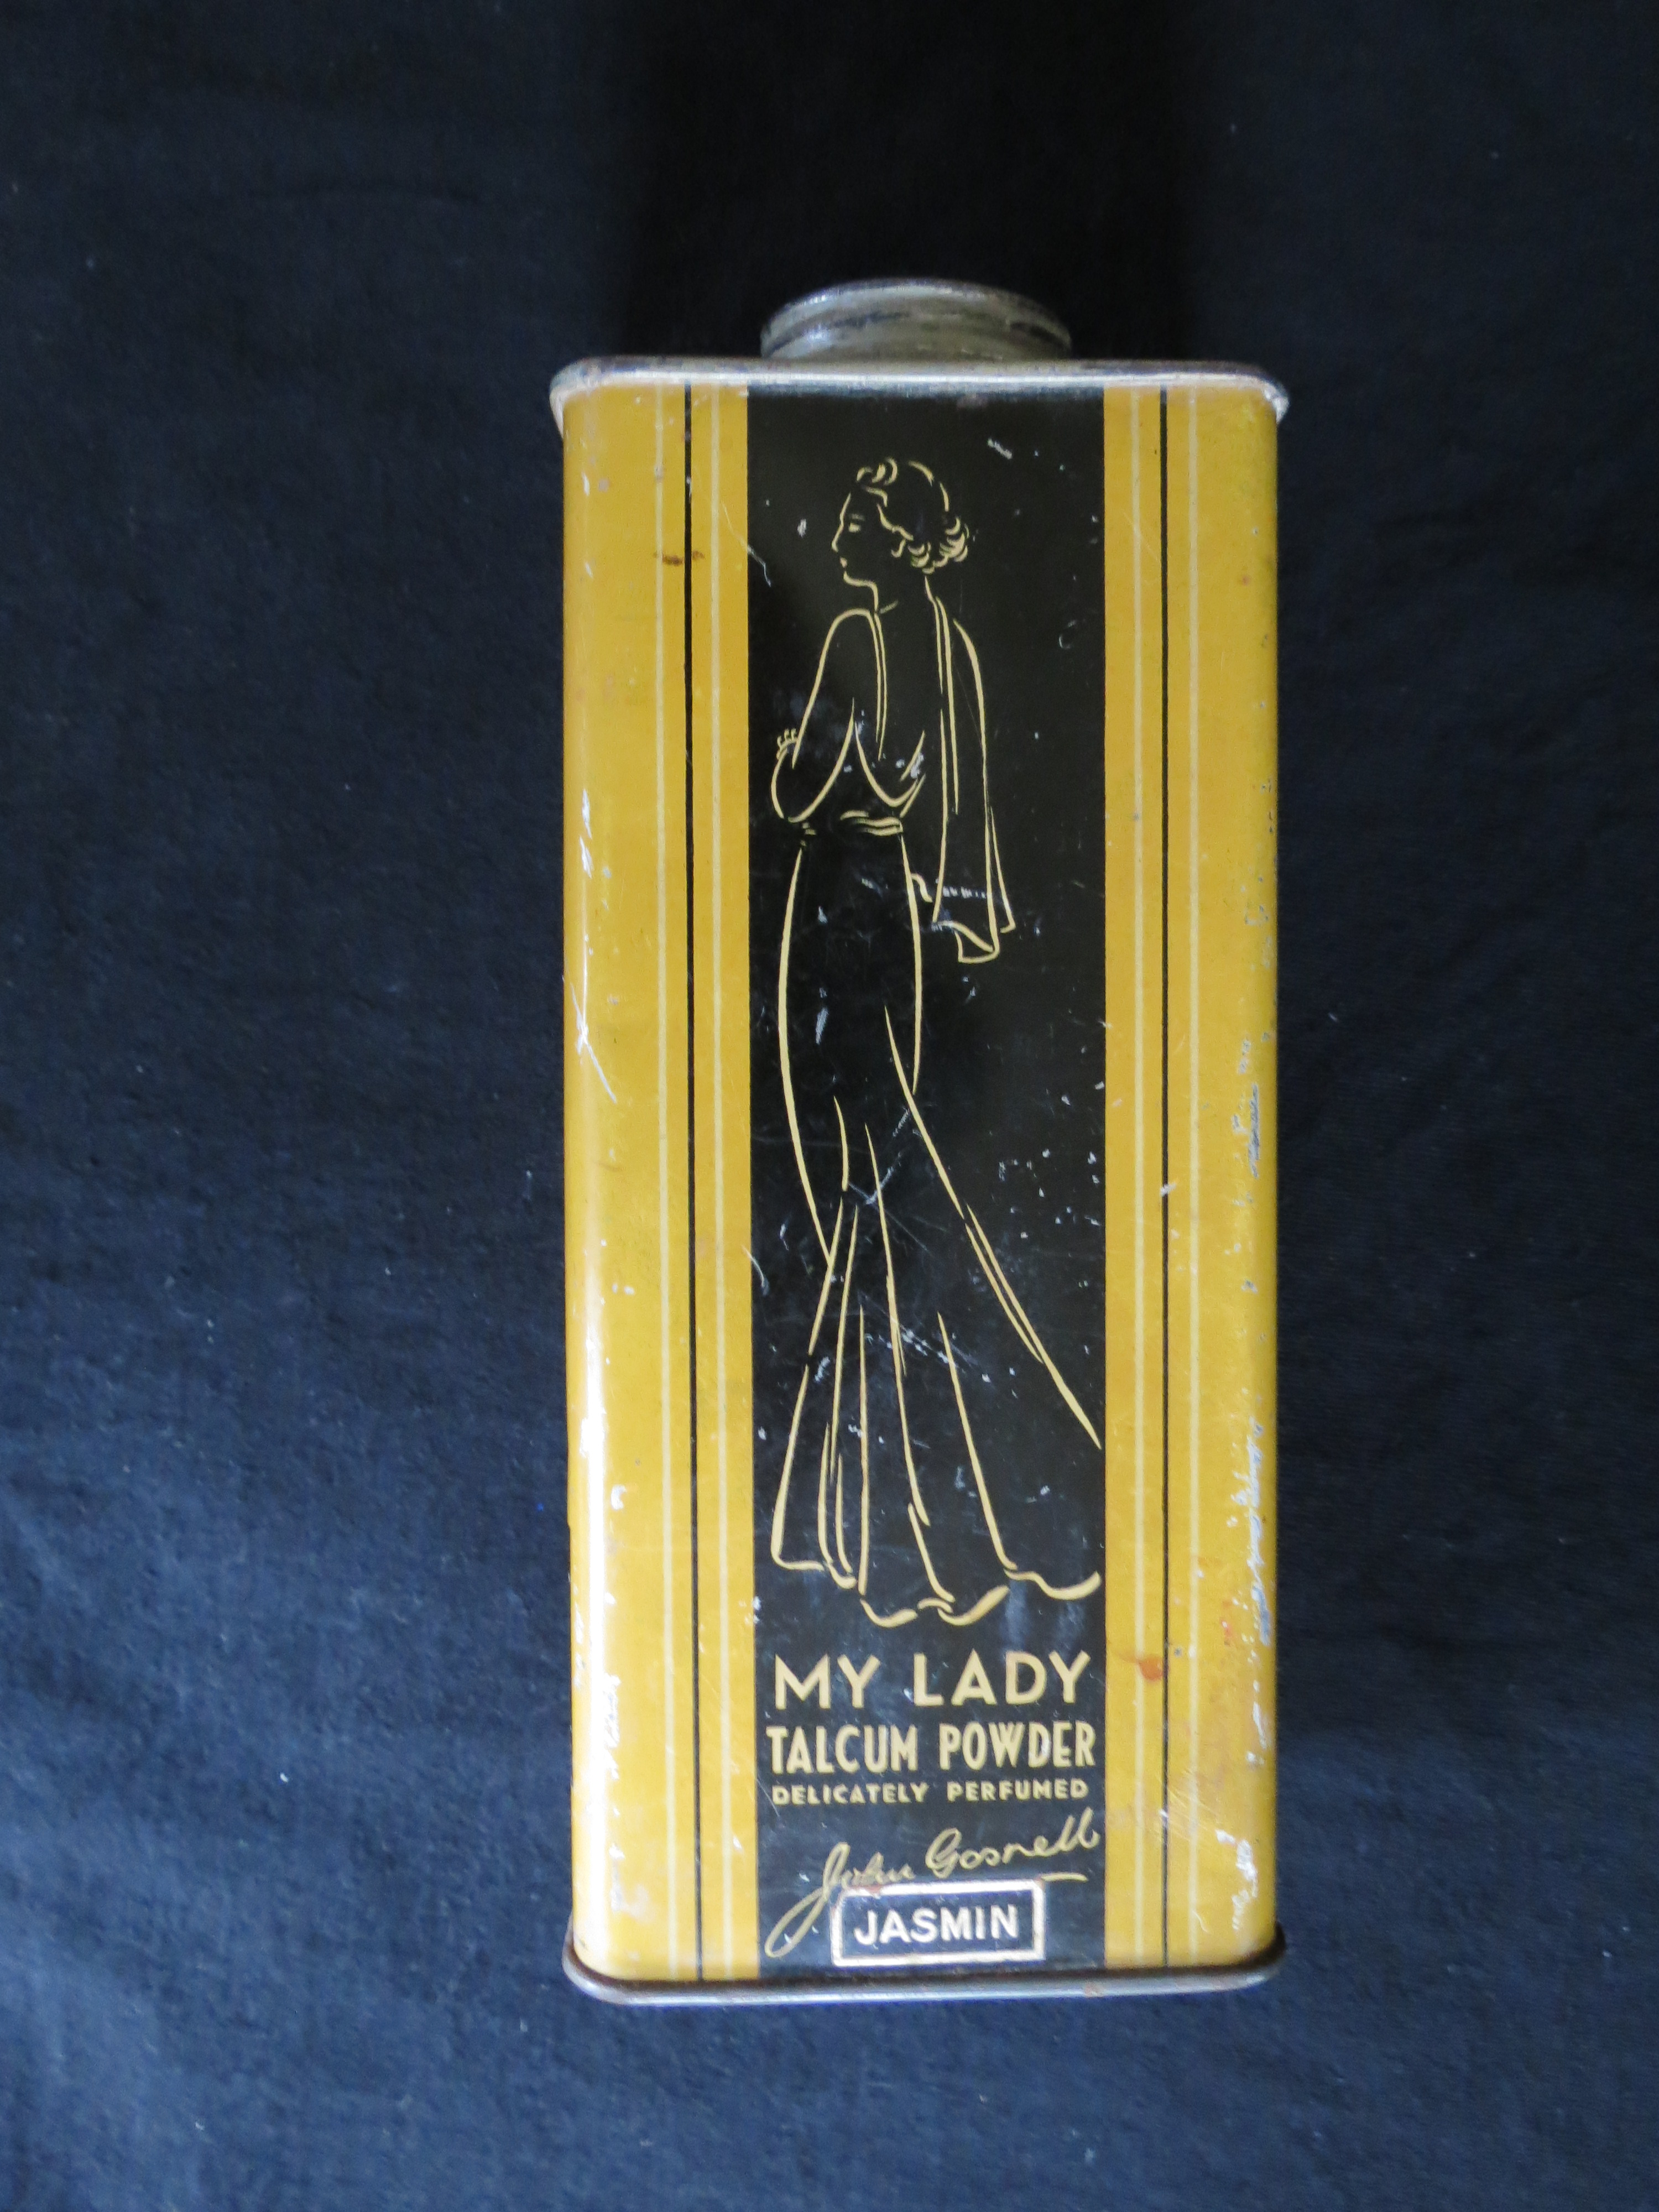 MY LADY
TALCUM POWDER
DELICATELY PERFUMED
John Gosnell
JASMIN